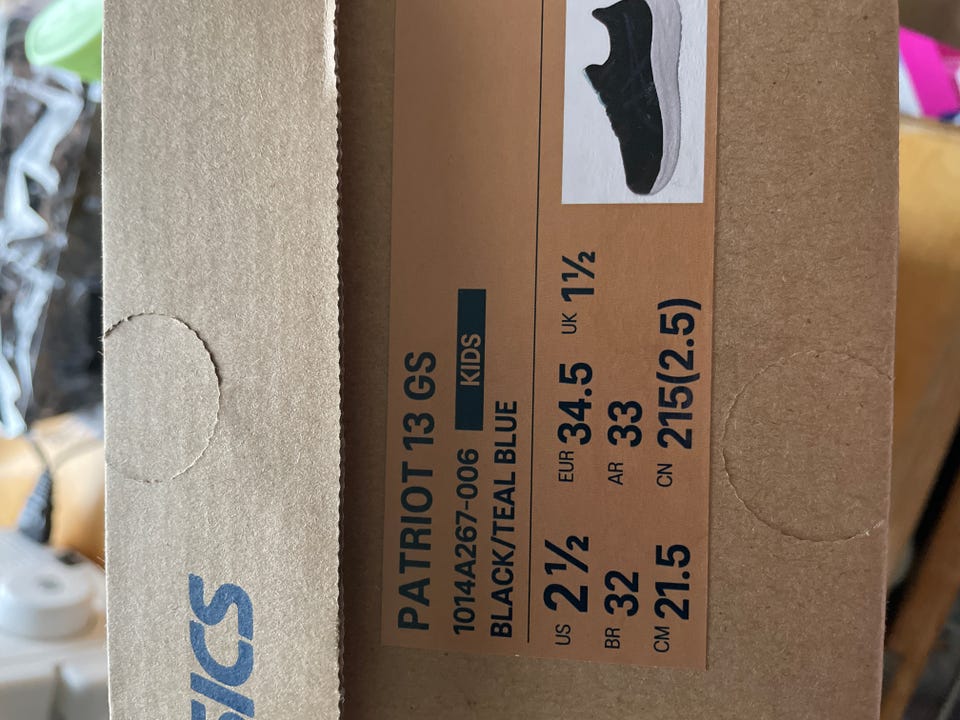 SICS
PATRIOT 13 GS
1014A267-006 KIDS
BLACK/TEAL BLUE
US 2½ EUR 34.5 UK 1½
BR 32 AR 33
CM 21.5 CN 215(2.5)